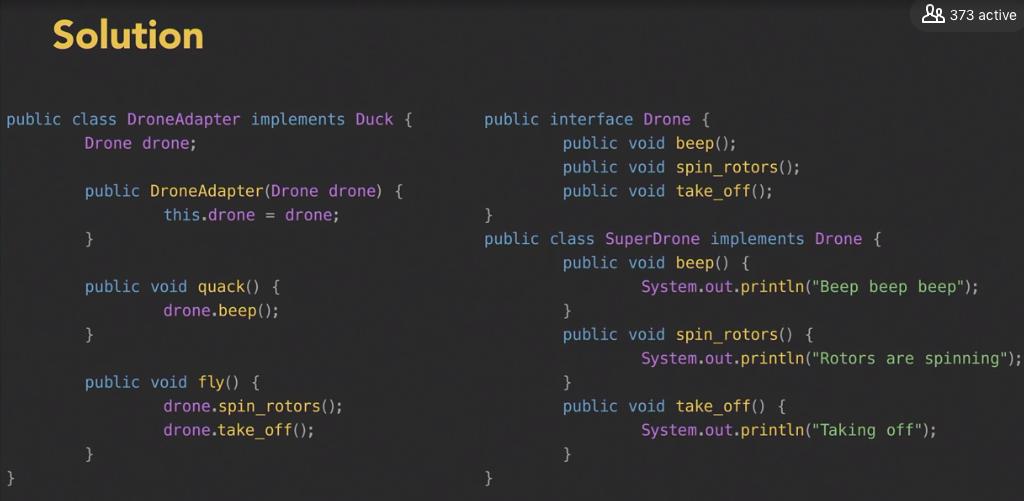 373 active
Solution
public class DroneAdapter implements Duck {
Drone drone;
public DroneAdapter(Drone drone) {
this.drone = drone;
}
public void quack() {
drone.beep();
}
public void fly() {
drone.spin_rotors();
drone.take_off();
}
}
public interface Drone {
public void beep();
public void spin_rotors();
public void take_off();
}
public class SuperDrone implements Drone {
public void beep() {
System.out.println("Beep beep beep");
}
public void spin_rotors() {
System.out.println("Rotors are spinning");
}
public void take_off() {
System.out.println("Taking off");
}
}